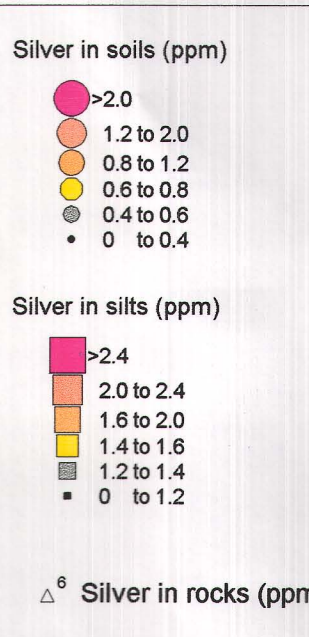 Silver in soils (ppm)
>2.0
1.2 to 2.0
0.8 to 1.2
0.6 to 0.8
0.4 to 0.6
0 to 0.4
Silver in silts (ppm)
>2.4
2.0 to 2.4
1.6 to 2.0
1.4 to 1.6
1.2 to 1.4
0 to 1.2
6 Silver in rocks (ppm